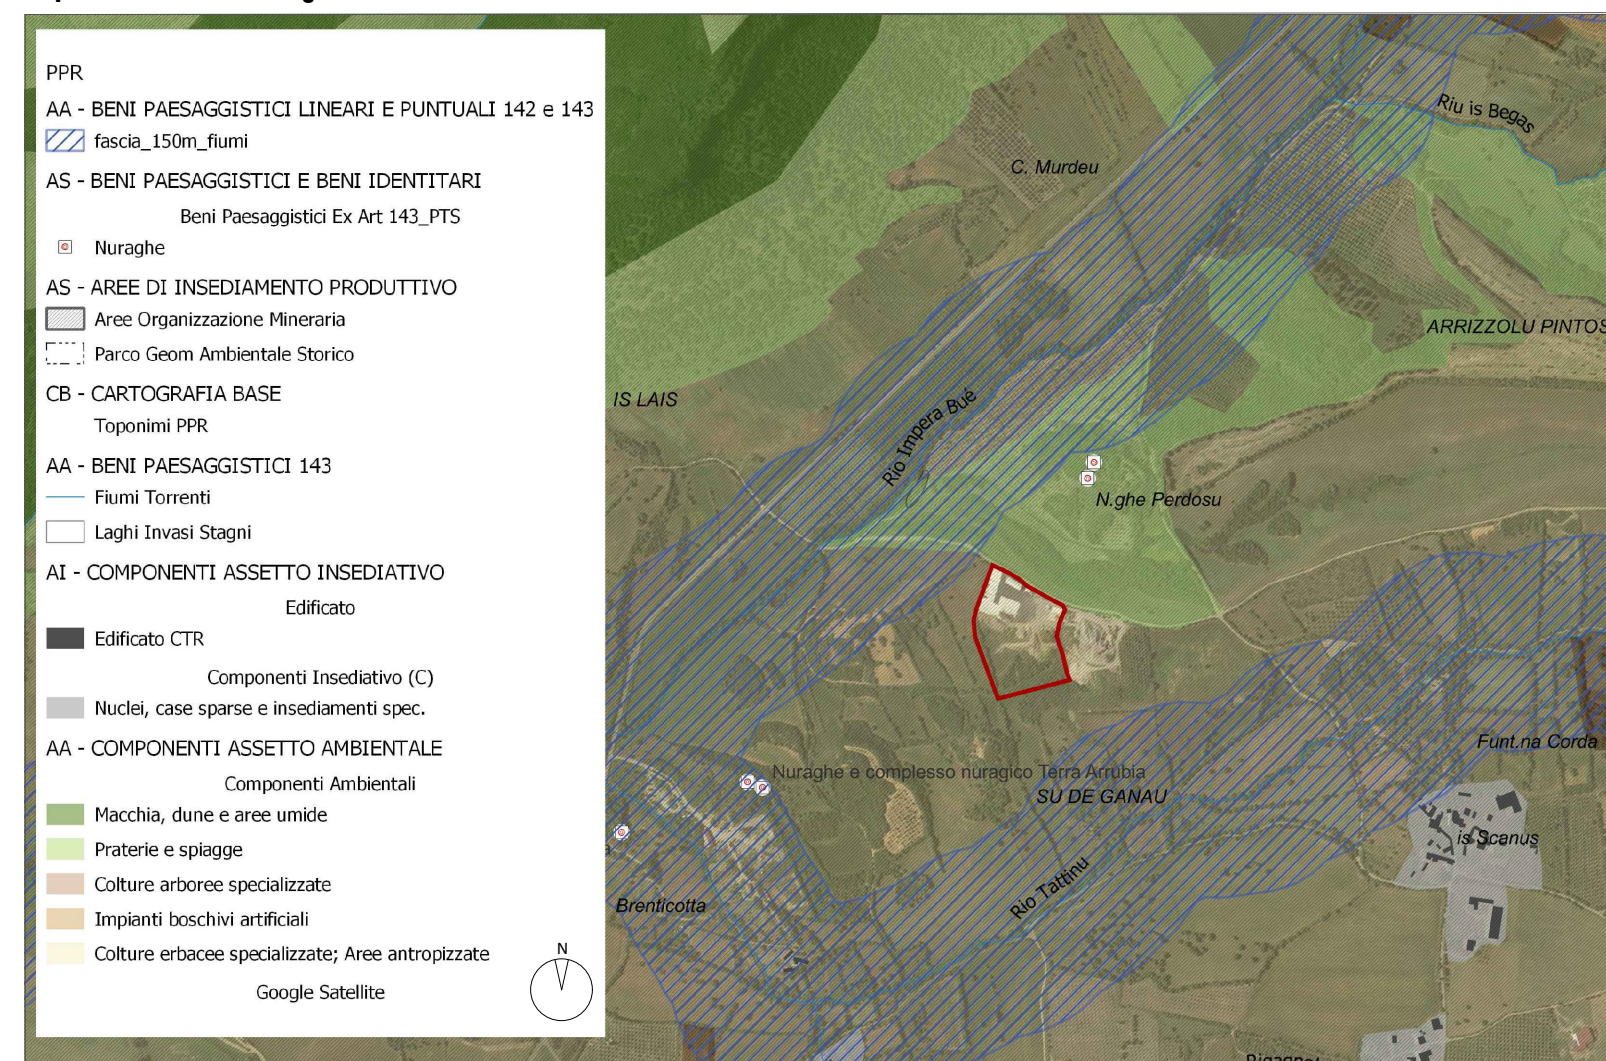 PPR
AA - BENI PAESAGGISTICI LINEARI E PUNTUALI 142 e 143
fascia_150m_fiumi
AS - BENI PAESAGGISTICI E BENI IDENTITARI
Beni Paesaggistici Ex Art 143_PTS
Nuraghe
AS - AREE DI INSEDIAMENTO PRODUTTIVO
Aree Organizzazione Mineraria
Parco Geom Ambientale Storico
CB - CARTOGRAFIA BASE
Toponimi PPR
AA - BENI PAESAGGISTICI 143
Fiumi Torrenti
Laghi Invasi Stagni
AI - COMPONENTI ASSETTO INSEDIATIVO
Edificato
Edificato CTR
Componenti Insediativo (C)
Nuclei, case sparse e insediamenti spec.
AA - COMPONENTI ASSETTO AMBIENTALE
Componenti Ambientali
Macchia, dune e aree umide
Praterie e spiagge
Colture arboree specializzate
Impianti boschivi artificiali
Colture erbacee specializzate; Aree antropizzate
Google Satellite
N
Riu is Begas
C. Murdeu
ARRIZZOLU PINTOS
IS LAIS
Rio Impera Buè
N.ghe Perdosu
Funt.na Corda
Nuraghe e complesso nuragico Terra Arrubia
SU DE GANAU
is Scanus
Rio Tattinu
Brenticotta